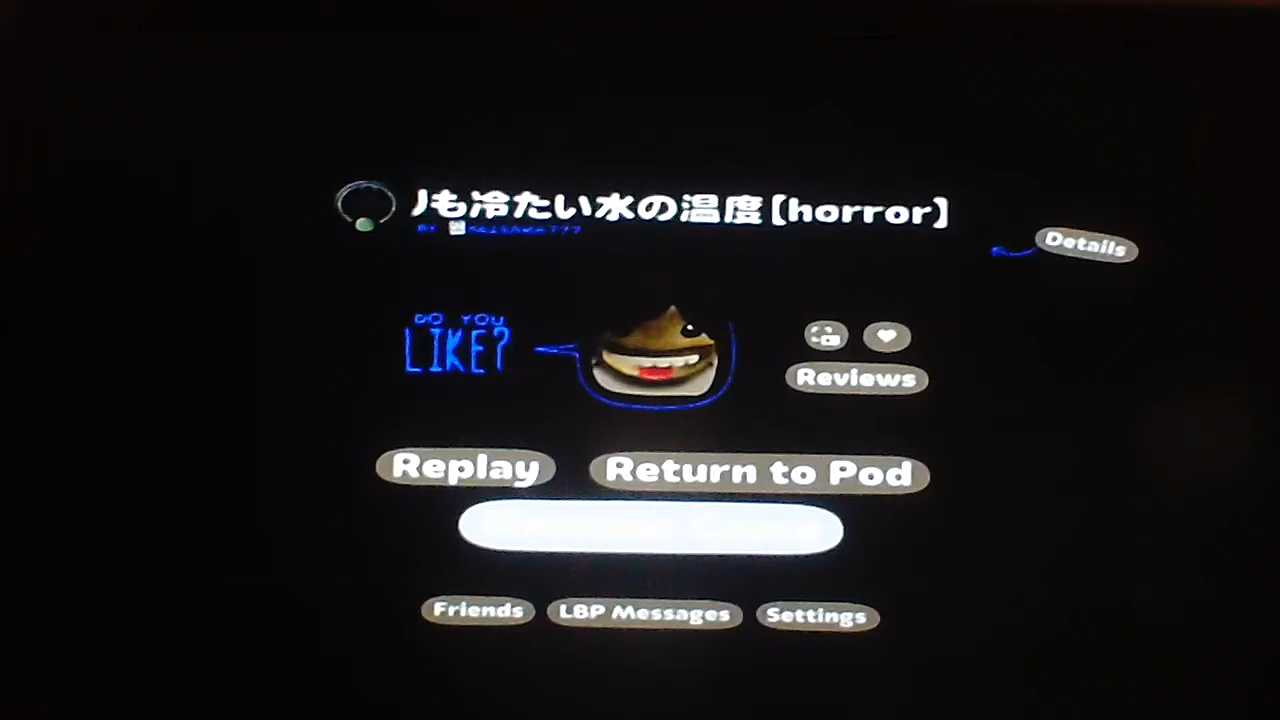 も冷たい水の温度【horror】
BY
Details
DO YOU
LIKE?
Reviews
Replay
Return to Pod
Friends
LBP Messages
Settings